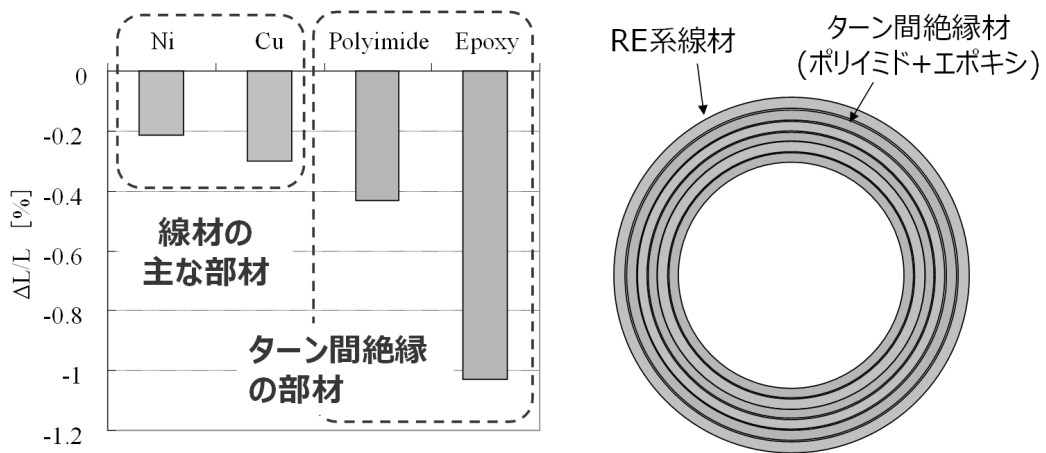 Ni Cu Polyimide Epoxy
0
-0.2
-0.4
-0.6
-0.8
-1
-1.2
ΔL/L [%]
線材の
主な部材
ターン間絶縁
の部材
RE系線材
ターン間絶縁材
(ポリイミド+エポキシ)